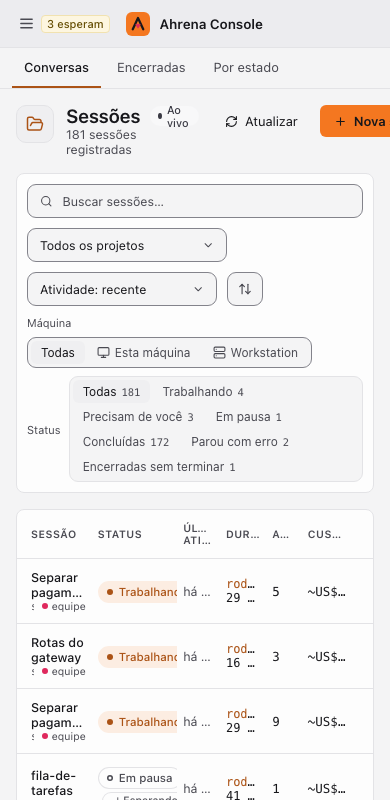 3 esperam
Ahrena Console
Conversas Encerradas Por estado
Sessões
Ao vivo
181 sessões
registradas
Atualizar
+ Nova
Buscar sessões...
Todos os projetos
Atividade: recente
Máquina
Todas Esta máquina Workstation
Status
Todas 181 Trabalhando 4
Precisam de você 3 Em pausa 1
Concluídas 172 Parou com erro 2
Encerradas sem terminar 1
SESSÃO STATUS ÚL... ATI... DUR... A... CUS...
Separar
pagam...
equipe
Trabalhand
há ...
rod...
29 ...
5
~US$...
Rotas do
gateway
equipe
Trabalhand
há ...
rod...
16 ...
3
~US$...
Separar
pagam...
equipe
Trabalhand
há ...
rod...
29 ...
9
~US$...
fila-de-
tarefas
Em pausa
há ...
rod...
41 ...
1
~US$...